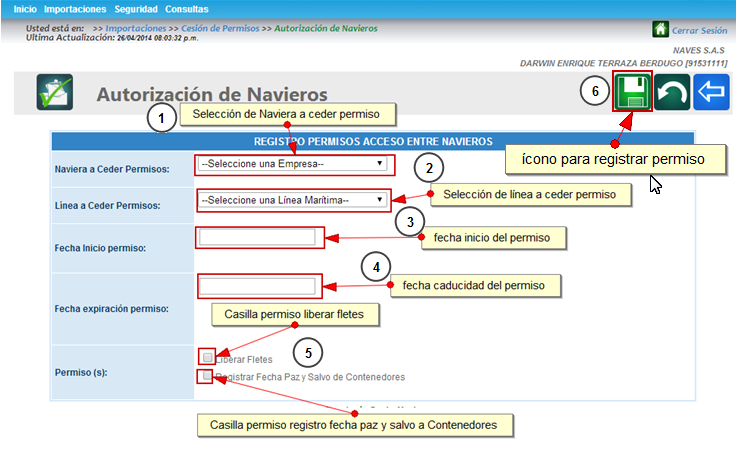 Inicio Importaciones Seguridad Consultas
Usted está en: >> Importaciones >> Cesión de Permisos >> Autorización de Navieros
Cerrar Sesión
Ultima Actualización: 26/04/2014 08:03:32 p.m.
NAVES S.A.S
DARWIN ENRIQUE TERRAZA BERDUGO [91531111]
Autorización de Navieros
6
1
Selección de Naviera a ceder permiso
REGISTRO PERMISOS ACCESO ENTRE NAVIEROS
ícono para registrar permiso
Naviera a Ceder Permisos:
--Seleccione una Empresa--
2
Linea a Ceder Permisos:
--Seleccione una Línea Marítima--
Selección de línea a ceder permiso
3
Fecha Inicio permiso:
fecha inicio del permiso
4
fecha caducidad del permiso
Fecha expiración permiso:
Casilla permiso liberar fletes
5
Permiso (s):
Liberar Fletes
Registrar Fecha Paz y Salvo de Contenedores
Casilla permiso registro fecha paz y salvo a Contenedores